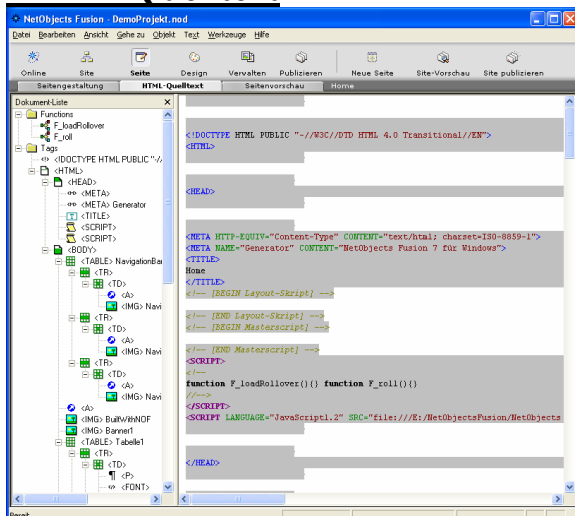 NetObjects Fusion - DemoProjekt.nod
Datei Bearbeiten Ansicht Gehe zu Objekt Text Werkzeuge Hilfe
Online Site Seite Design Vervalten Publizieren Neue Seite Site-Vorschau Site publizieren
Seitengestaltung HTML-Quelltext Seitenvorschau Home
Dokument-Liste
Functions
F_loadRollover
F_roll
Tags
<!DOCTYPE HTML PUBLIC "-//
<HTML>
<HEAD>
<META>
<META> Generator
<TITLE>
<SCRIPT>
<SCRIPT>
<BODY>
<TABLE> NavigationBar
<TR>
<TD>
<A>
<IMG> Navi
<TR>
<TD>
<A>
<IMG> Navi
<TR>
<TD>
<A>
<IMG> Navi
<A>
<IMG> BuiltWithNOF
<IMG> Banner1
<TABLE> Tabelle1
<TR>
<TD>
<P>
<FONT>
<!DOCTYPE HTML PUBLIC "-//W3C//DTD HTML 4.0 Transitional//EN">
<HTML>
<HEAD>
<META HTTP-EQUIV="Content-Type" CONTENT="text/html; charset=ISO-8859-1">
<META NAME="Generator" CONTENT="NetObjects Fusion 7 für Windows">
<TITLE>
Home
</TITLE>
<!-- [BEGIN Layout-Skript] -->
<!-- [END Layout-Skript] -->
<!-- [BEGIN Masterscript] -->
<!-- [END Masterscript] -->
<SCRIPT>
<!--
function F_loadRollover(){} function F_roll(){}
//-->
</SCRIPT>
<SCRIPT LANGUAGE="JavaScript1.2" SRC="file:///E:/NetObjectsFusion/NetObjects
</HEAD>
Bereit